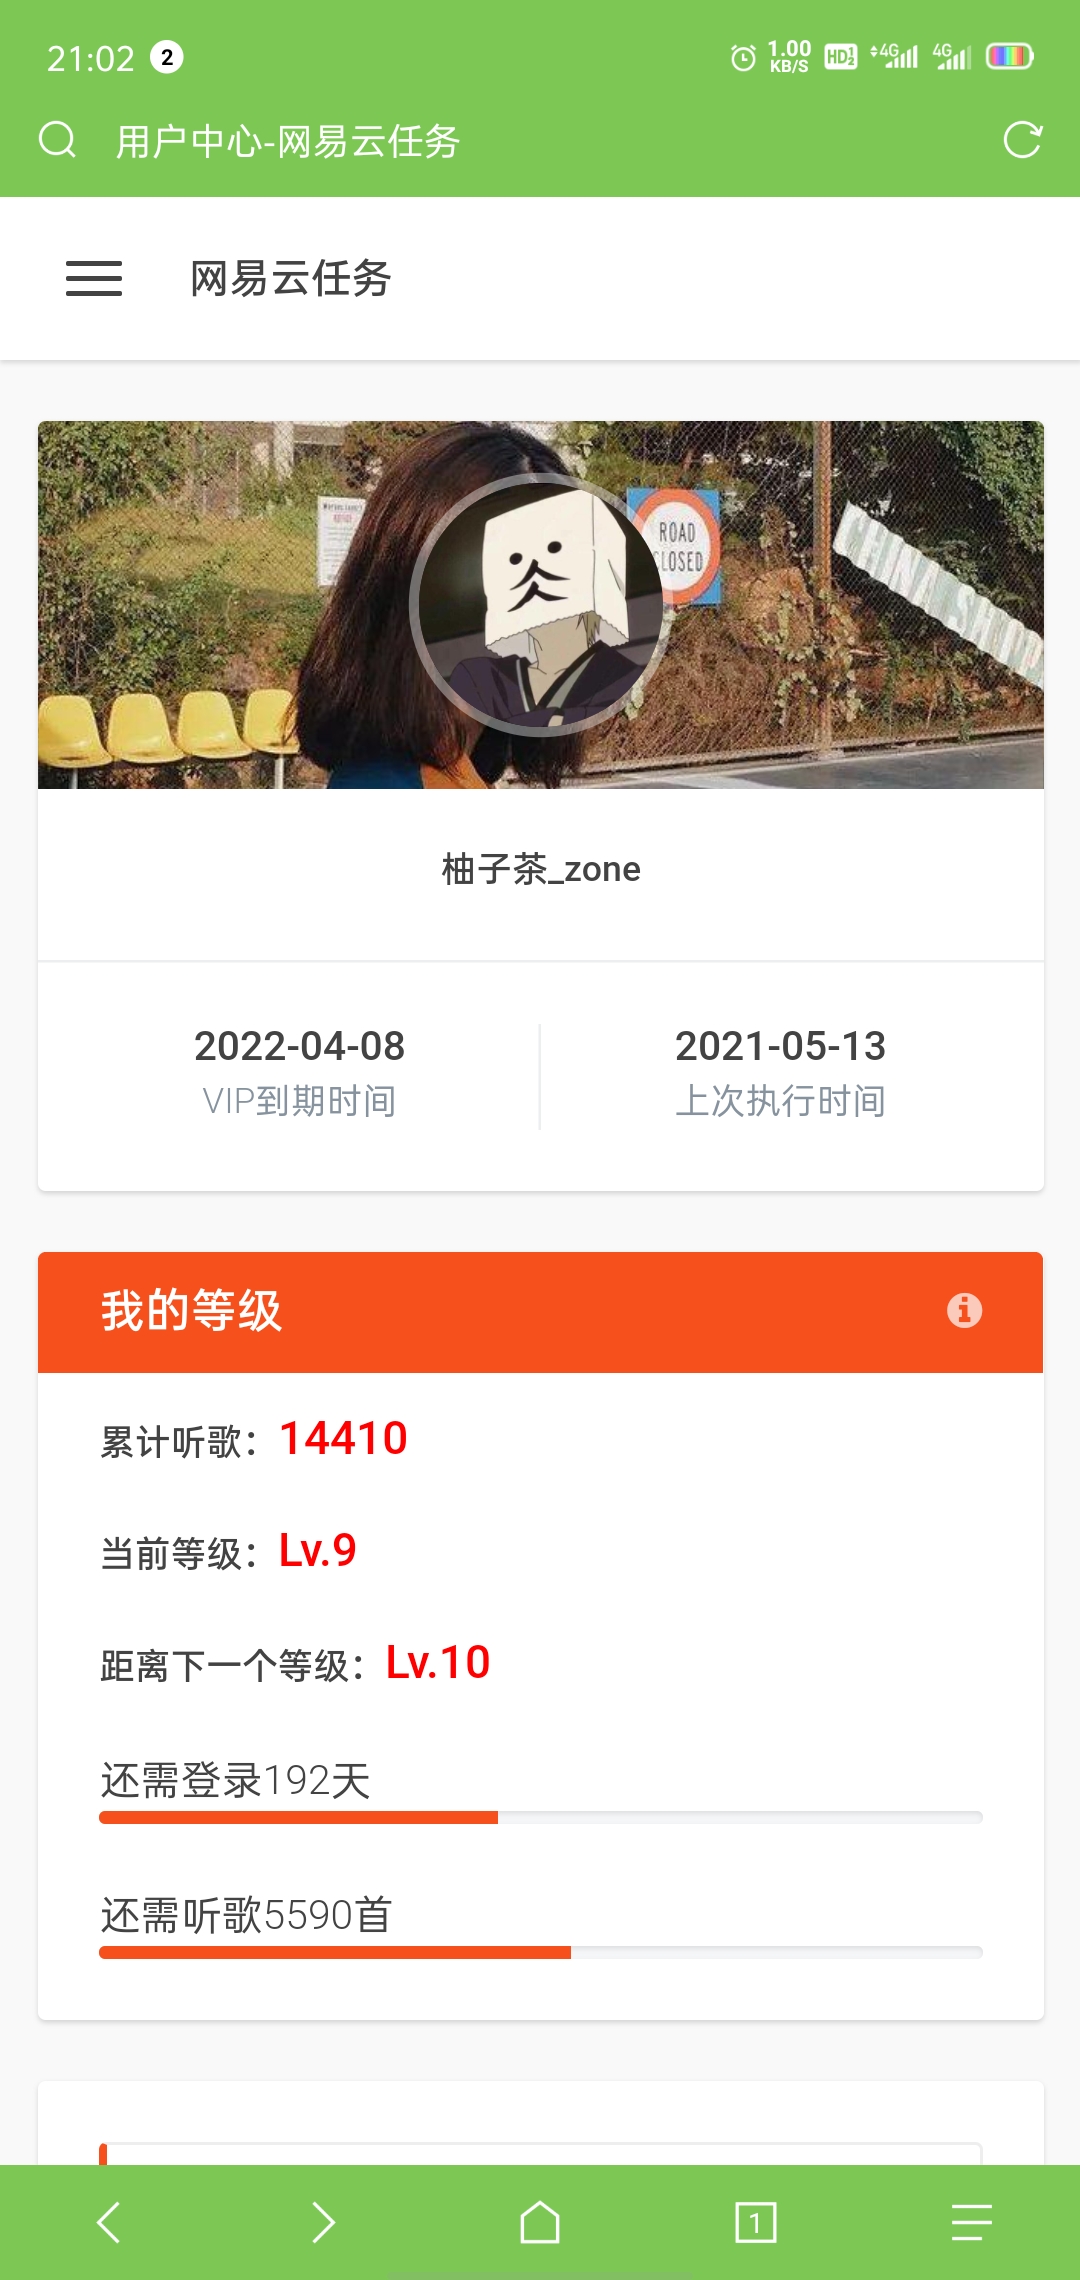 21:02 2 1.00 KB/S HD 1 2 4G 4G
用户中心-网易云任务
网易云任务
ROAD
CLOSED
CHINA SHIP
柚子茶_zone
2022-04-08 2021-05-13
VIP到期时间 上次执行时间
我的等级
累计听歌：14410
当前等级：Lv.9
距离下一个等级：Lv.10
还需登录192天
还需听歌5590首
1